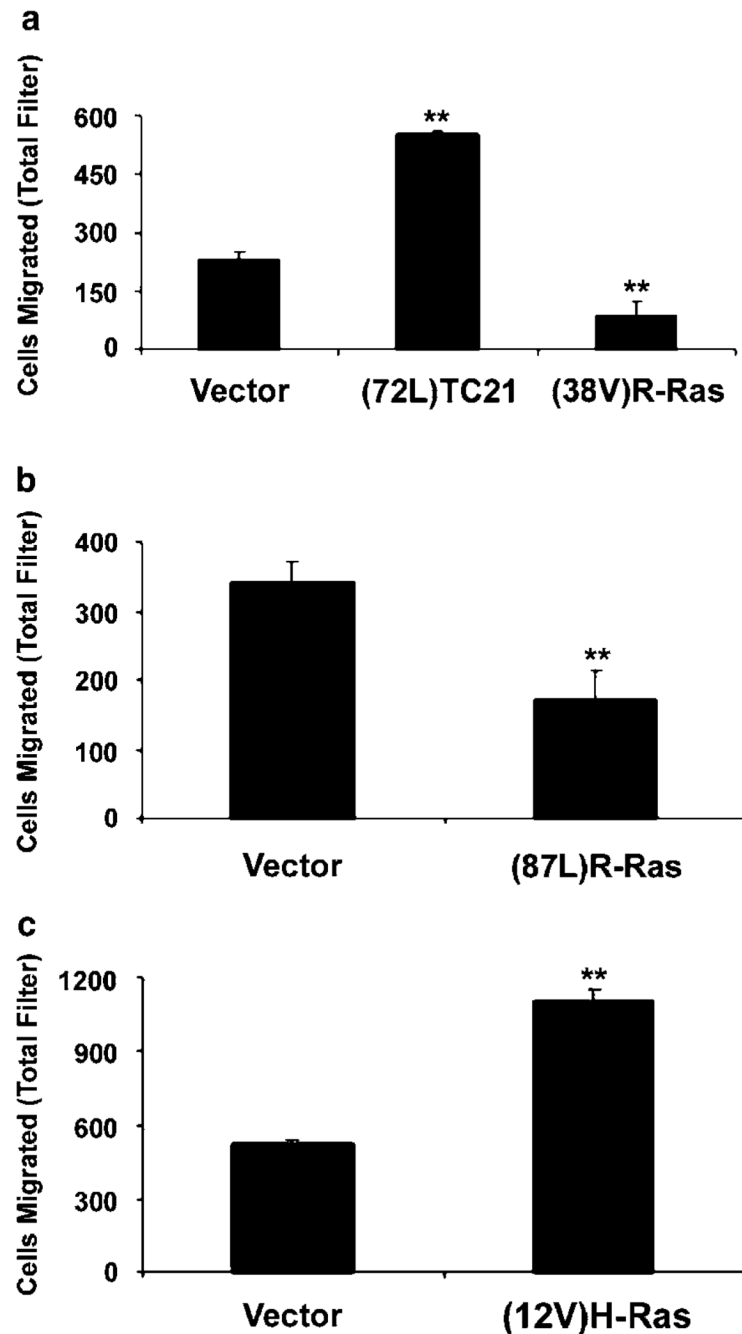 a
Cells Migrated (Total Filter)
600
450
300
150
0
**
**
Vector
(72L)TC21
(38V)R-Ras
b
Cells Migrated (Total Filter)
400
300
200
100
0
**
Vector
(87L)R-Ras
c
Cells Migrated (Total Filter)
1200
900
600
300
0
**
Vector
(12V)H-Ras